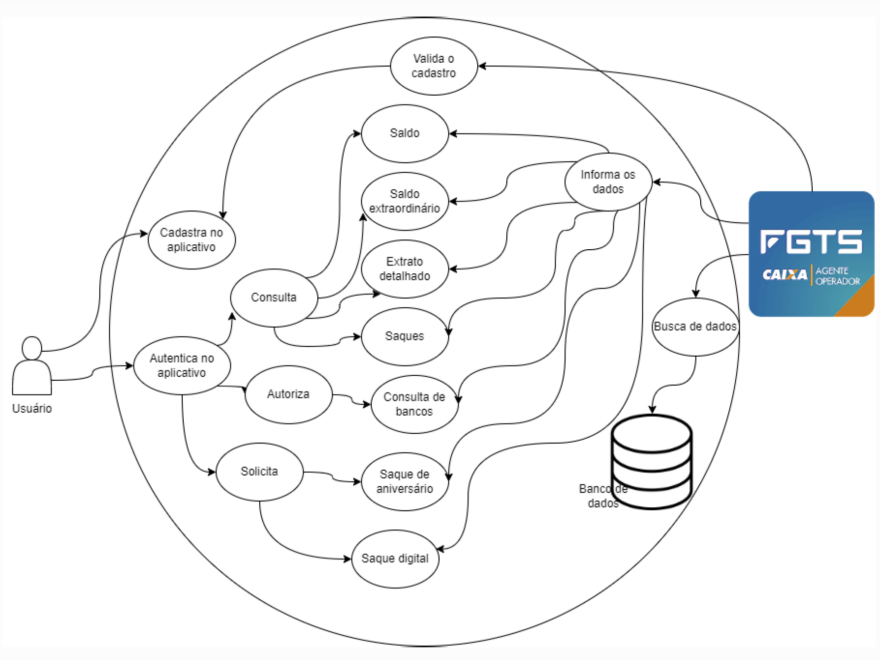 Valida o
cadastro
Saldo
Informa os
dados
Saldo
extraordinário
Cadastra no
aplicativo
FGTS
CAIXA
AGENTE
OPERADOR
Extrato
detalhado
Consulta
Busca de dados
Saques
Autentica no
aplicativo
Usuário
Autoriza
Consulta de
bancos
Solicita
Saque de
aniversário
Banco de
dados
Saque digital